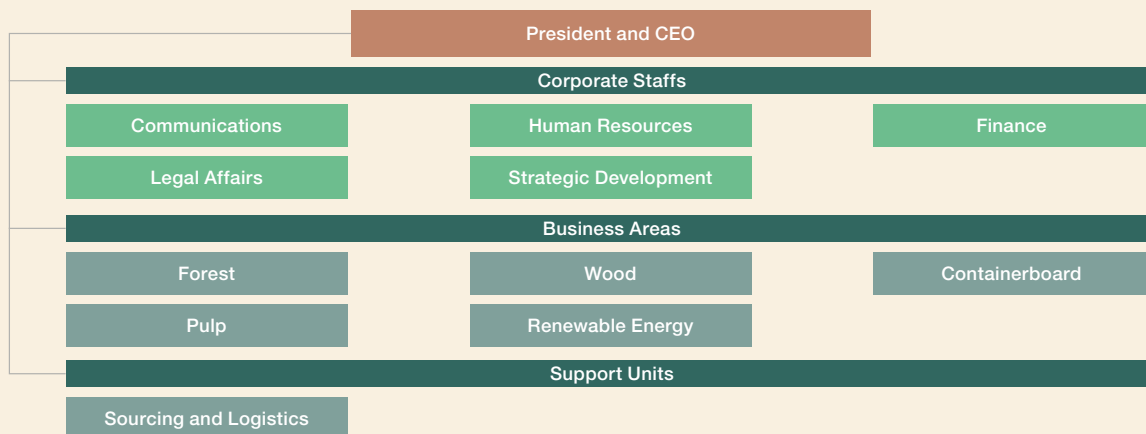 President and CEO
Corporate Staffs
Communications
Human Resources
Finance
Legal Affairs
Strategic Development
Business Areas
Forest
Wood
Containerboard
Pulp
Renewable Energy
Support Units
Sourcing and Logistics